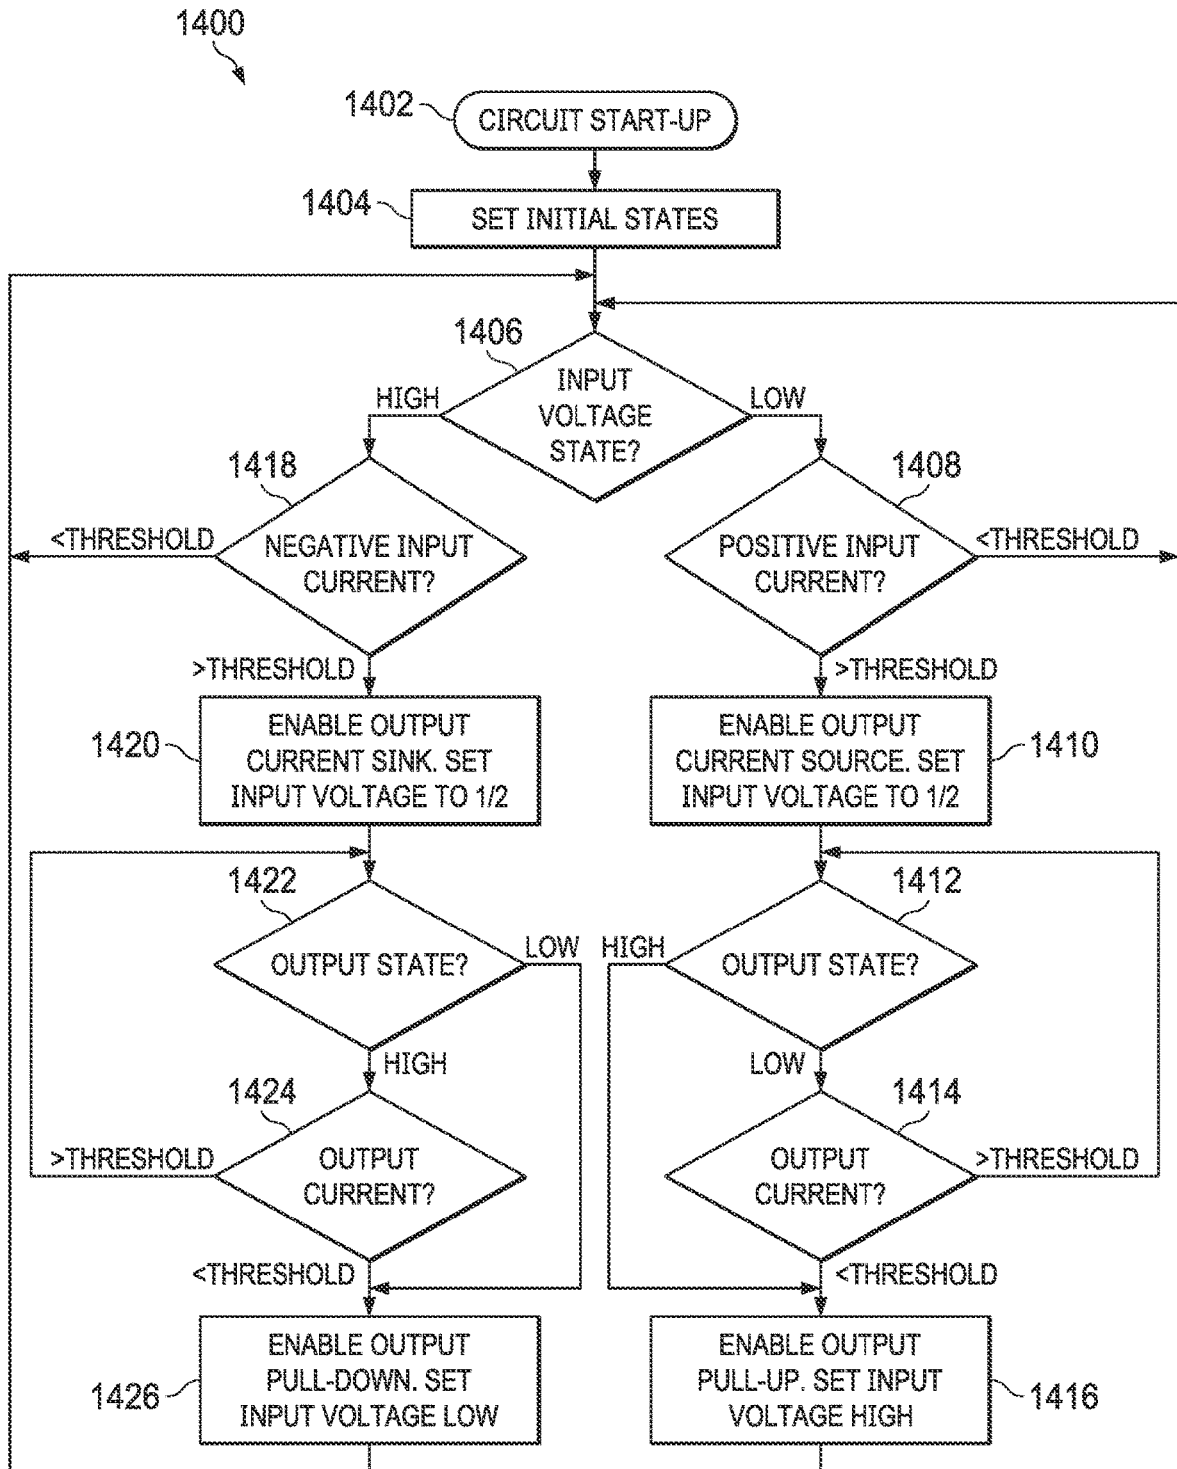 1400
1402
CIRCUIT START-UP
1404
SET INITIAL STATES
1406
INPUT
VOLTAGE
STATE?
HIGH
LOW
1418
NEGATIVE INPUT
CURRENT?
<THRESHOLD
1408
POSITIVE INPUT
CURRENT?
<THRESHOLD
>THRESHOLD
>THRESHOLD
1420
ENABLE OUTPUT
CURRENT SINK. SET
INPUT VOLTAGE TO 1/2
ENABLE OUTPUT
CURRENT SOURCE. SET
INPUT VOLTAGE TO 1/2
1410
1422
OUTPUT STATE?
LOW
HIGH
1412
OUTPUT STATE?
HIGH
LOW
1424
OUTPUT
CURRENT?
>THRESHOLD
1414
OUTPUT
CURRENT?
>THRESHOLD
<THRESHOLD
<THRESHOLD
1426
ENABLE OUTPUT
PULL-DOWN. SET
INPUT VOLTAGE LOW
ENABLE OUTPUT
PULL-UP. SET INPUT
VOLTAGE HIGH
1416